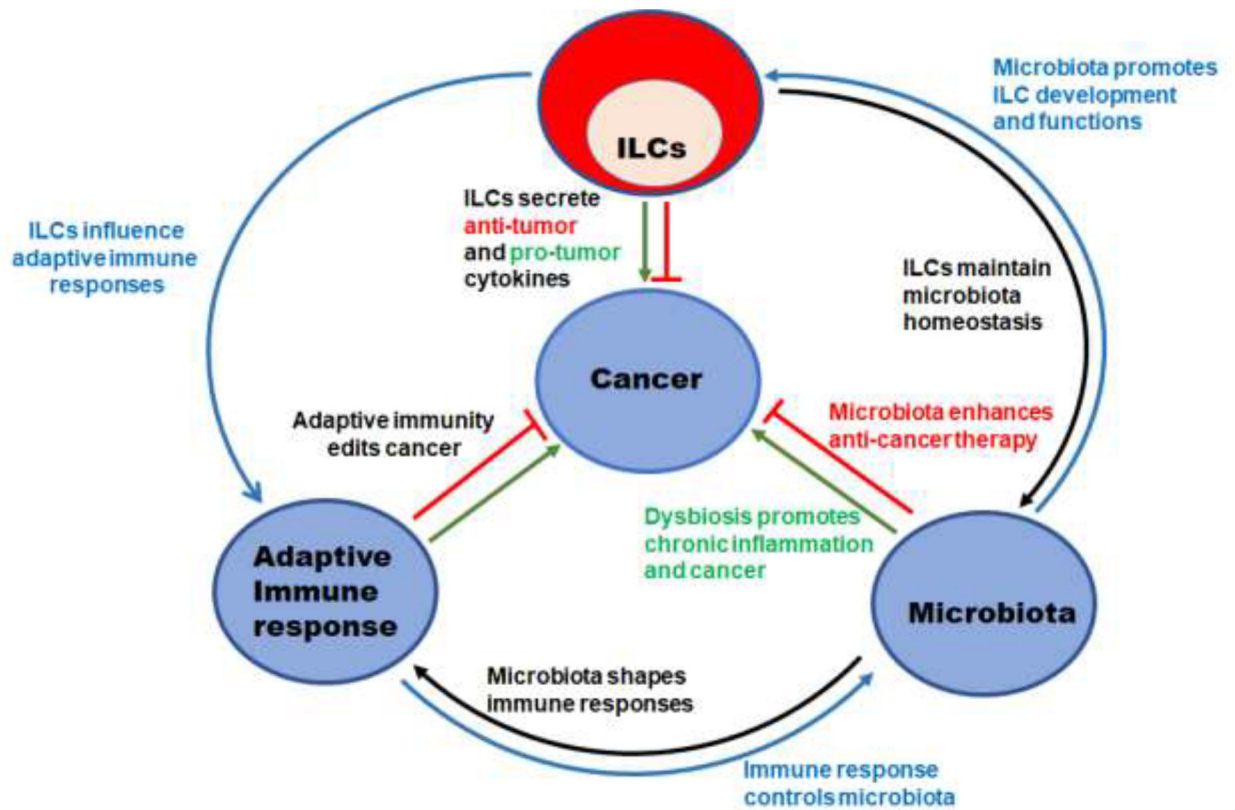 ILCs
Microbiota promotes
ILC development
and functions
ILCs secrete
anti-tumor
and pro-tumor
cytokines
ILCs influence
adaptive immune
responses
ILCs maintain
microbiota
homeostasis
Cancer
Adaptive immunity
edits cancer
Microbiota enhances
anti-cancer therapy
Dysbiosis promotes
chronic inflammation
and cancer
Adaptive
Immune
response
Microbiota
Microbiota shapes
immune responses
Immune response
controls microbiota